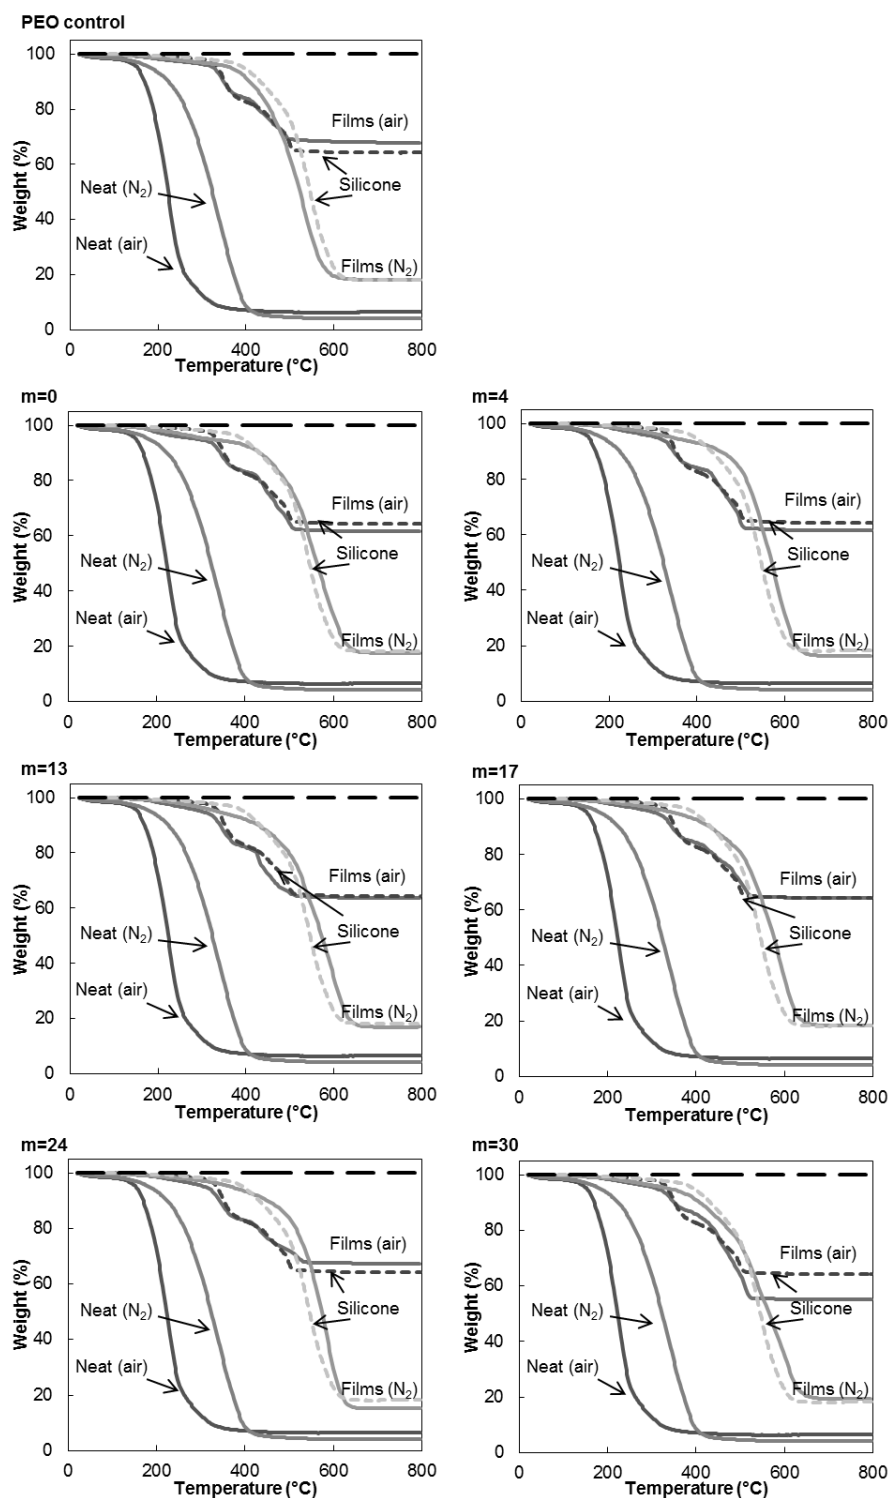 PEO control
100
80
60
40
20
0
Weight (%)
Films (air)
Silicone
Neat (N₂)
Neat (air)
Films (N₂)
0 200 400 600 800
Temperature (°C)
m=0
100
80
60
40
20
0
Weight (%)
Films (air)
Silicone
Neat (N₂)
Neat (air)
Films (N₂)
0 200 400 600 800
Temperature (°C)
m=4
100
80
60
40
20
0
Weight (%)
Films (air)
Silicone
Neat (N₂)
Neat (air)
Films (N₂)
0 200 400 600 800
Temperature (°C)
m=13
100
80
60
40
20
0
Weight (%)
Films (air)
Silicone
Neat (N₂)
Neat (air)
Films (N₂)
0 200 400 600 800
Temperature (°C)
m=17
100
80
60
40
20
0
Weight (%)
Films (air)
Silicone
Neat (N₂)
Neat (air)
Films (N₂)
0 200 400 600 800
Temperature (°C)
m=24
100
80
60
40
20
0
Weight (%)
Films (air)
Silicone
Neat (N₂)
Neat (air)
Films (N₂)
0 200 400 600 800
Temperature (°C)
m=30
100
80
60
40
20
0
Weight (%)
Films (air)
Silicone
Neat (N₂)
Neat (air)
Films (N₂)
0 200 400 600 800
Temperature (°C)